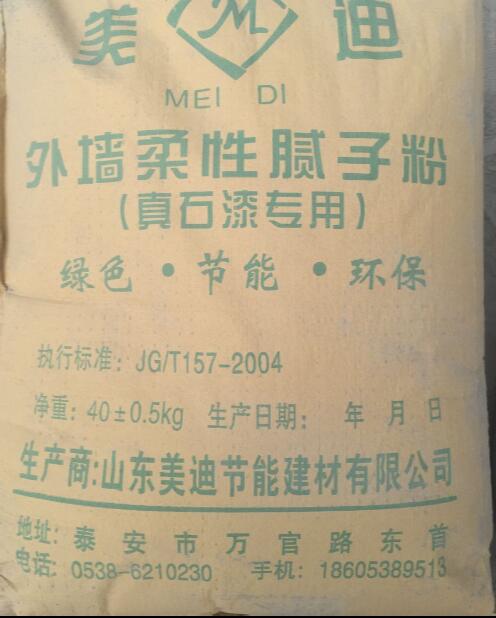 美 M 迪
MEI DI
外墙柔性腻子粉
(真石漆专用)
绿色·节能·环保
执行标准: JG/T157-2004
净重: 40±0.5kg 生产日期: 年 月 日
生产商:山东美迪节能建材有限公司
地址: 泰安市万官路东首
电话: 0538-6210230 手机: 18605389513